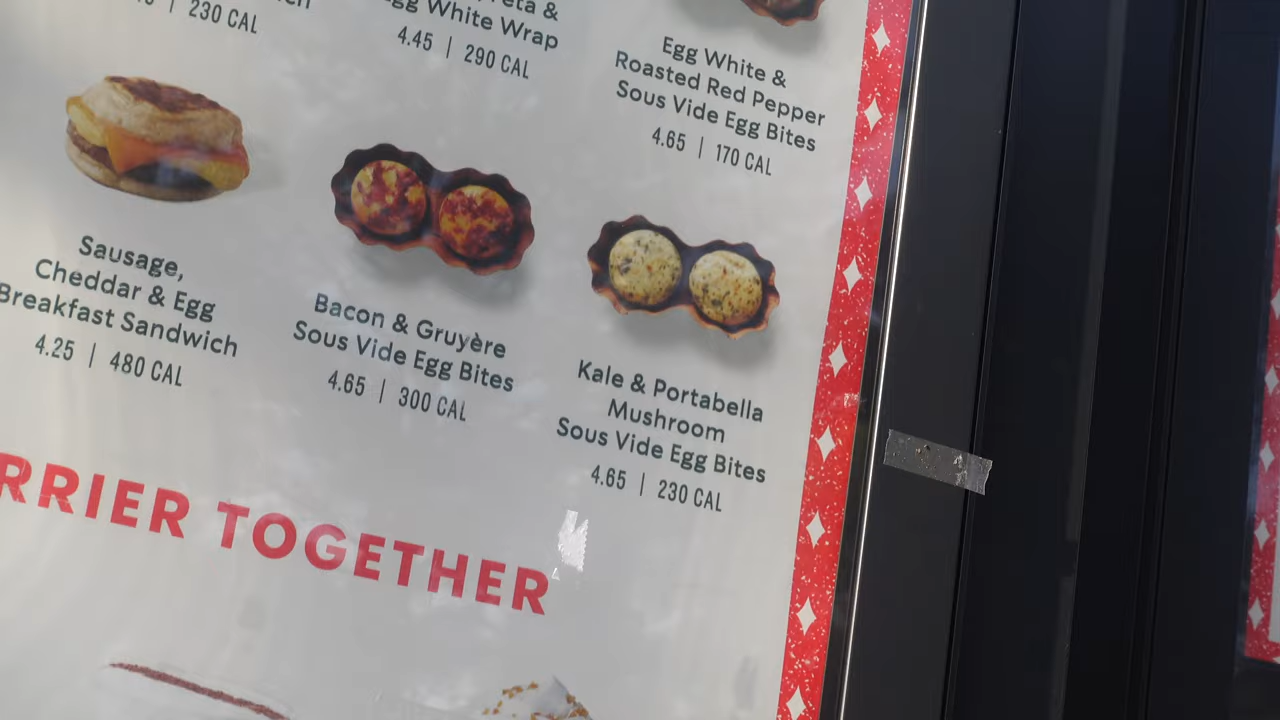 230 CAL
eta &
gg White Wrap
4.45 | 290 CAL
Egg White &
Roasted Red Pepper
Sous Vide Egg Bites
4.65 | 170 CAL
Sausage,
Cheddar & Egg
Breakfast Sandwich
4.25 | 480 CAL
Bacon & Gruyère
Sous Vide Egg Bites
4.65 | 300 CAL
Kale & Portabella
Mushroom
Sous Vide Egg Bites
4.65 | 230 CAL
RRIER TOGETHER